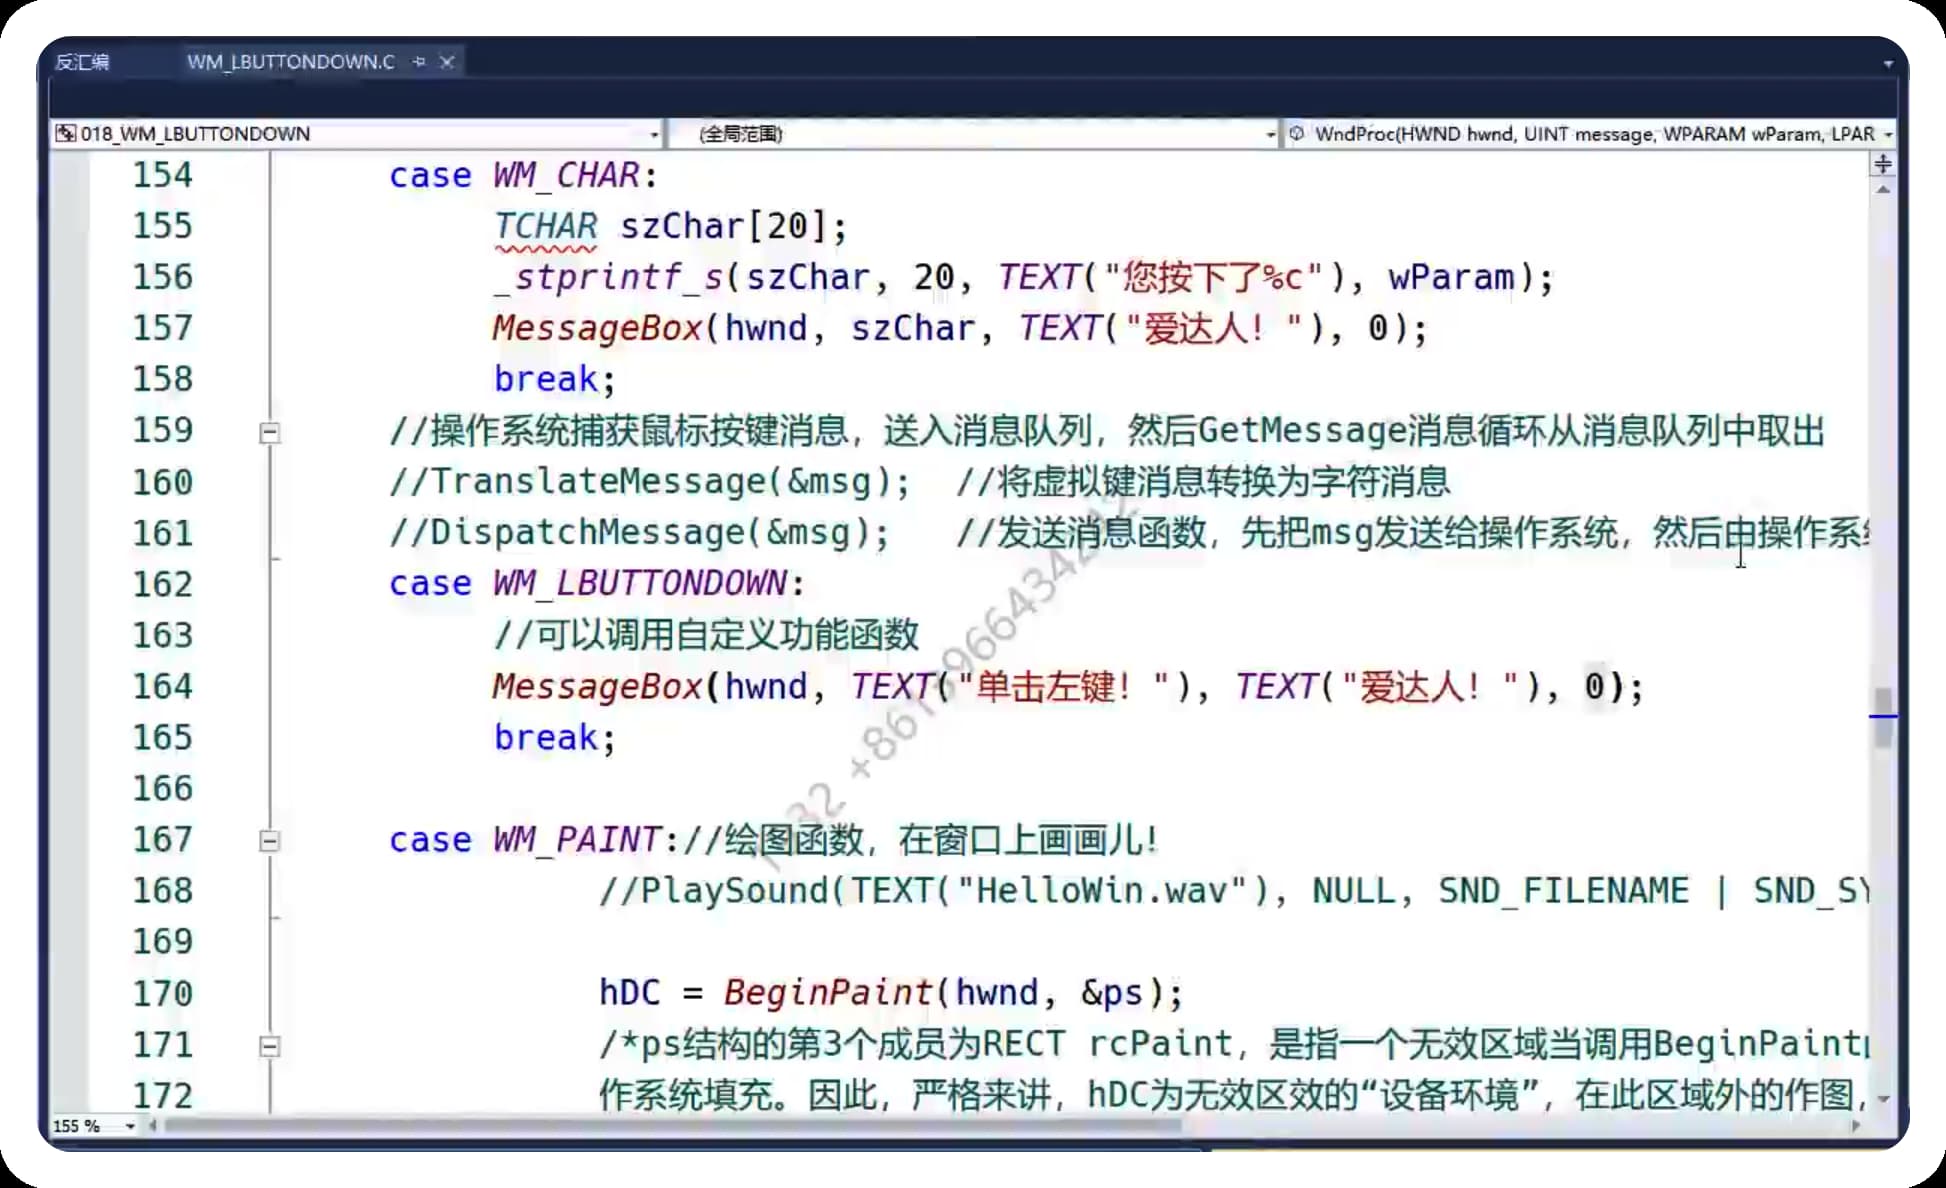 反汇编 WM_LBUTTONDOWN.C
018_WM_LBUTTONDOWN (全局范围) WndProc(HWND hwnd, UINT message, WPARAM wParam, LPAR
154 case WM_CHAR:
155 TCHAR szChar[20];
156 _stprintf_s(szChar, 20, TEXT("您按下了%c"), wParam);
157 MessageBox(hwnd, szChar, TEXT("爱达人！"), 0);
158 break;
159 //操作系统捕获鼠标按键消息，送入消息队列，然后GetMessage消息循环从消息队列中取出
160 //TranslateMessage(&msg); //将虚拟键消息转换为字符消息
161 //DispatchMessage(&msg); //发送消息函数，先把msg发送给操作系统，然后由操作系
162 case WM_LBUTTONDOWN:
163 //可以调用自定义功能函数
164 MessageBox(hwnd, TEXT("单击左键！"), TEXT("爱达人！"), 0);
165 break;
166
167 case WM_PAINT://绘图函数，在窗口上画画儿！
168 //PlaySound(TEXT("HelloWin.wav"), NULL, SND_FILENAME | SND_SY
169
170 hDC = BeginPaint(hwnd, &ps);
171 /*ps结构的第3个成员为RECT rcPaint，是指一个无效区域当调用BeginPaint
172 作系统填充。因此，严格来讲，hDC为无效区效的“设备环境”，在此区域外的作图，
155 %